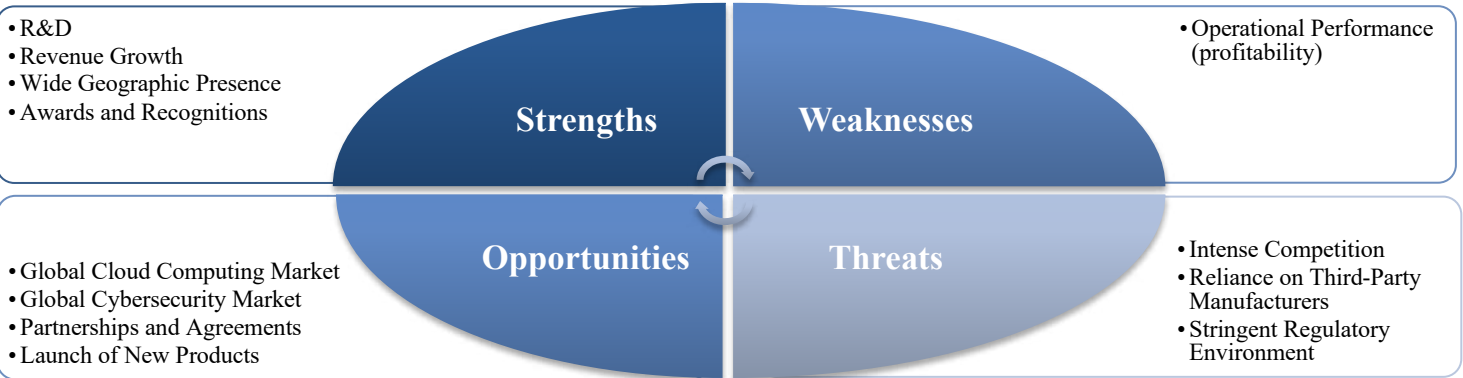 • R&D
• Revenue Growth
• Wide Geographic Presence
• Awards and Recognitions
Strengths
Weaknesses
• Operational Performance
(profitability)
• Global Cloud Computing Market
• Global Cybersecurity Market
• Partnerships and Agreements
• Launch of New Products
Opportunities
Threats
• Intense Competition
• Reliance on Third-Party
Manufacturers
• Stringent Regulatory
Environment